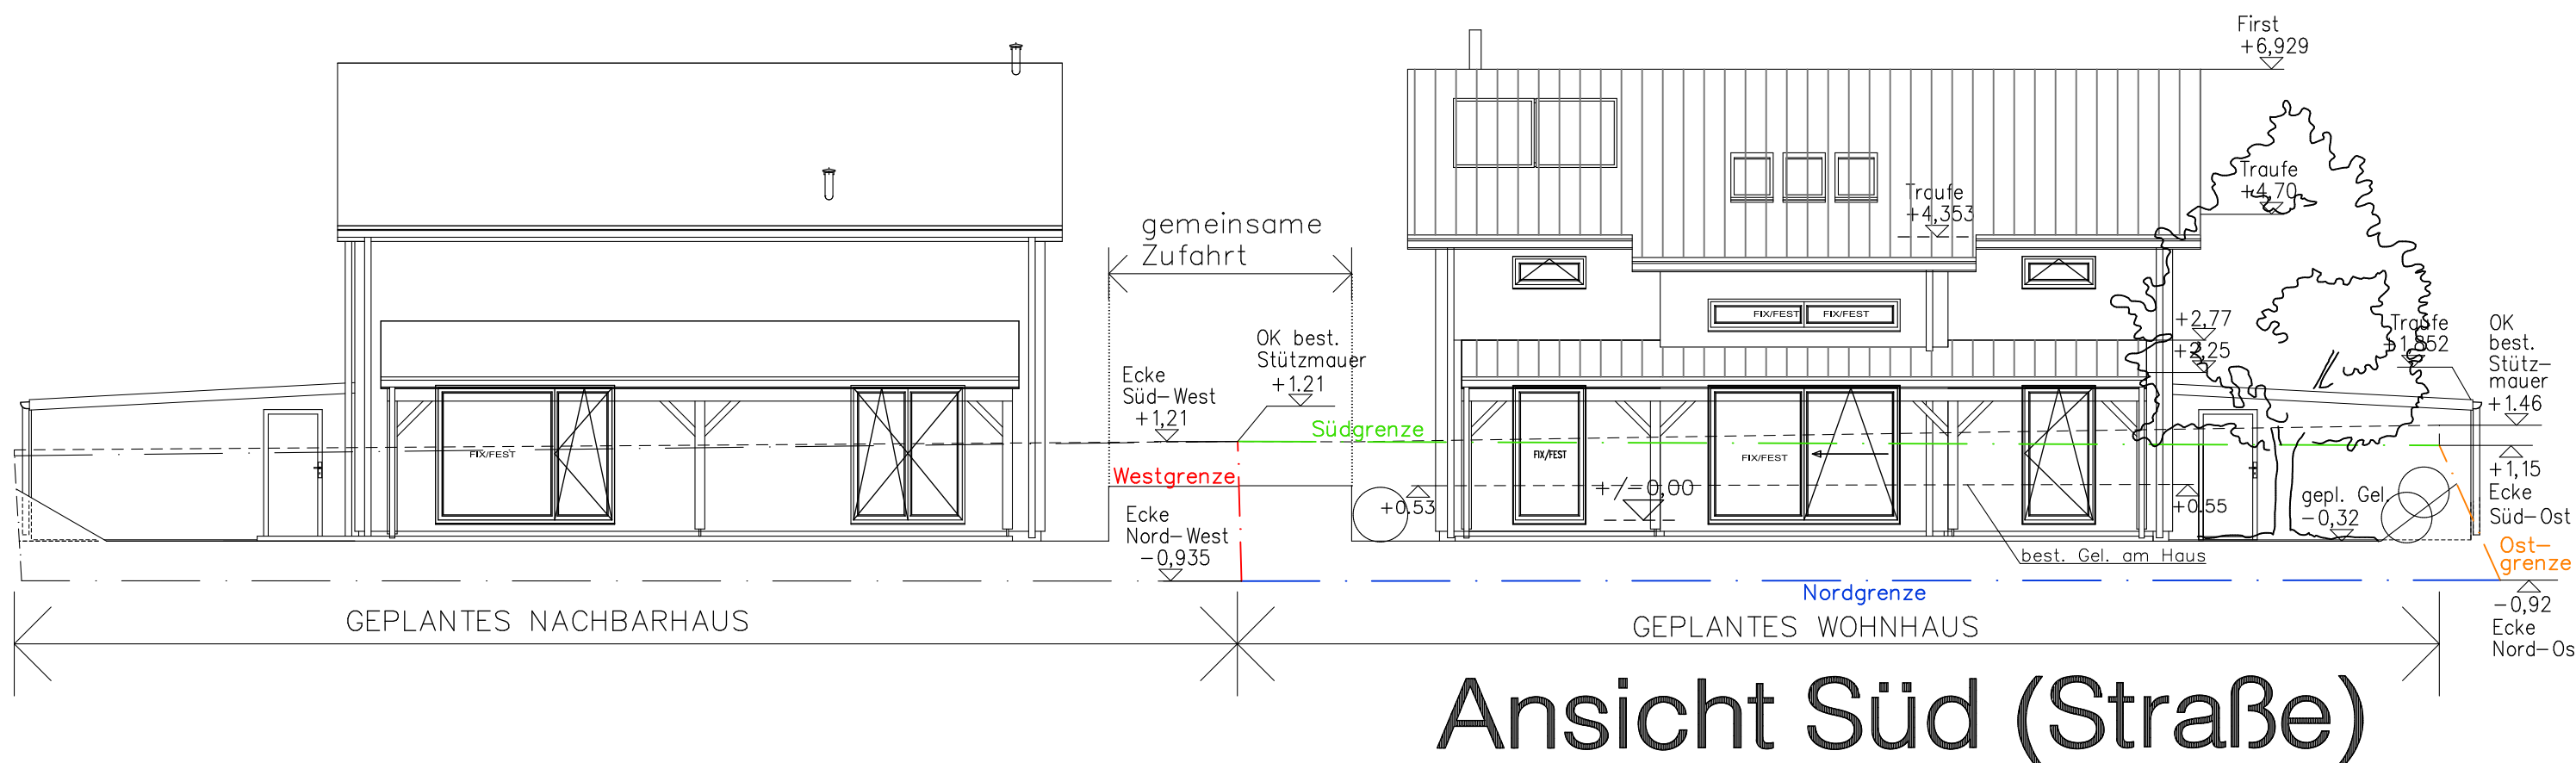 First
+6,929
Traufe
+4,70
Traufe
+4,353
gemeinsame
Zufahrt
FIX/FEST
FIX/FEST
+2,77
+2,25
Traufe
+1,852
OK
best.
Stütz-
mauer
+1.46
OK best.
Stützmauer
+1.21
Ecke
Süd-West
+1,21
Südgrenze
FIX/FEST
FIX/FEST
FIX/FEST
Westgrenze
+/-0,00
+0.53
+0.55
gepl. Gel.
-0,32
+1,15
Ecke
Süd-Ost
Ecke
Nord-West
-0,935
best. Gel. am Haus
Ost-
grenze
Nordgrenze
-0,92
Ecke
Nord-Os
GEPLANTES NACHBARHAUS
GEPLANTES WOHNHAUS
Ansicht Süd (Straße)